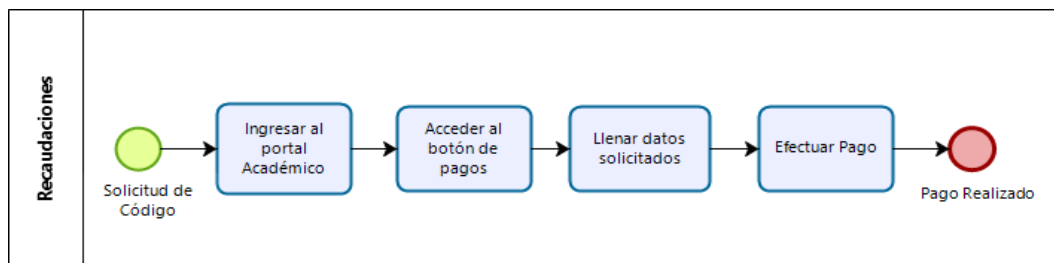 Recaudaciones
Solicitud de
Código
Ingresar al
portal
Académico
Acceder al
botón de
pagos
Llenar datos
solicitados
Efectuar Pago
Pago Realizado